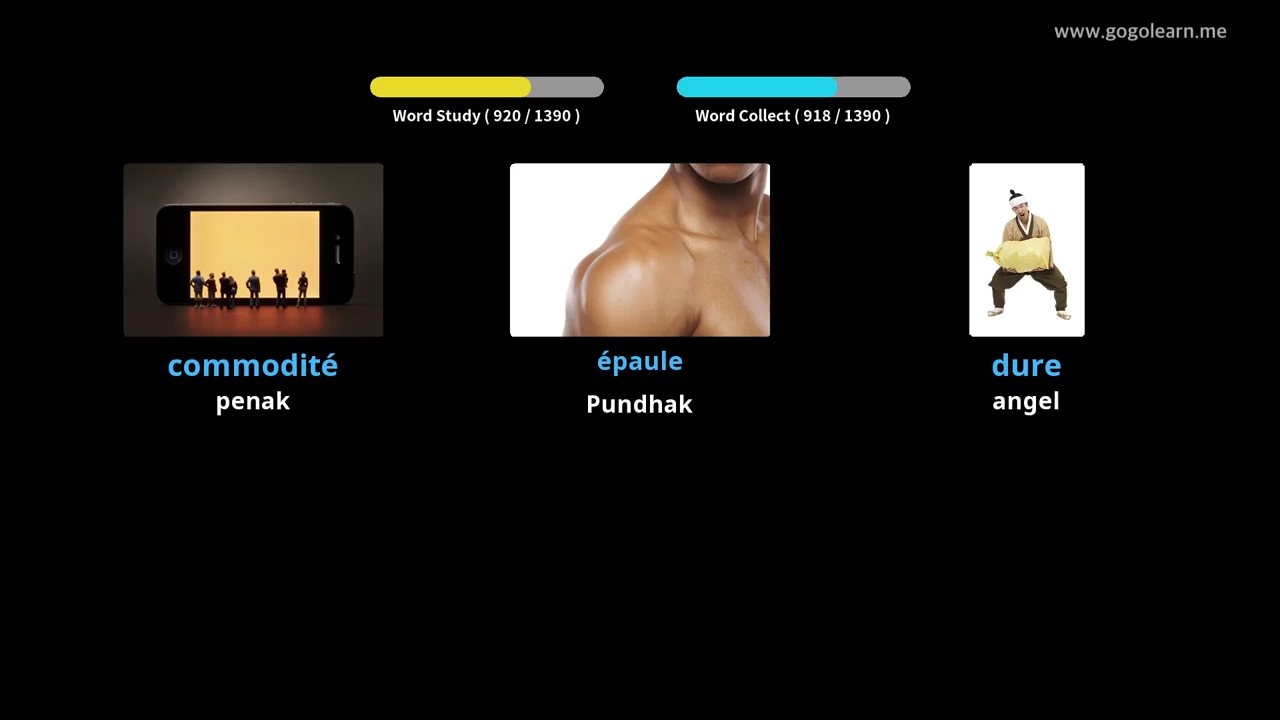 www.gogolearn.me
Word Study ( 920 / 1390 )
Word Collect ( 918 / 1390 )
commodité
penak
épaule
Pundhak
dure
angel